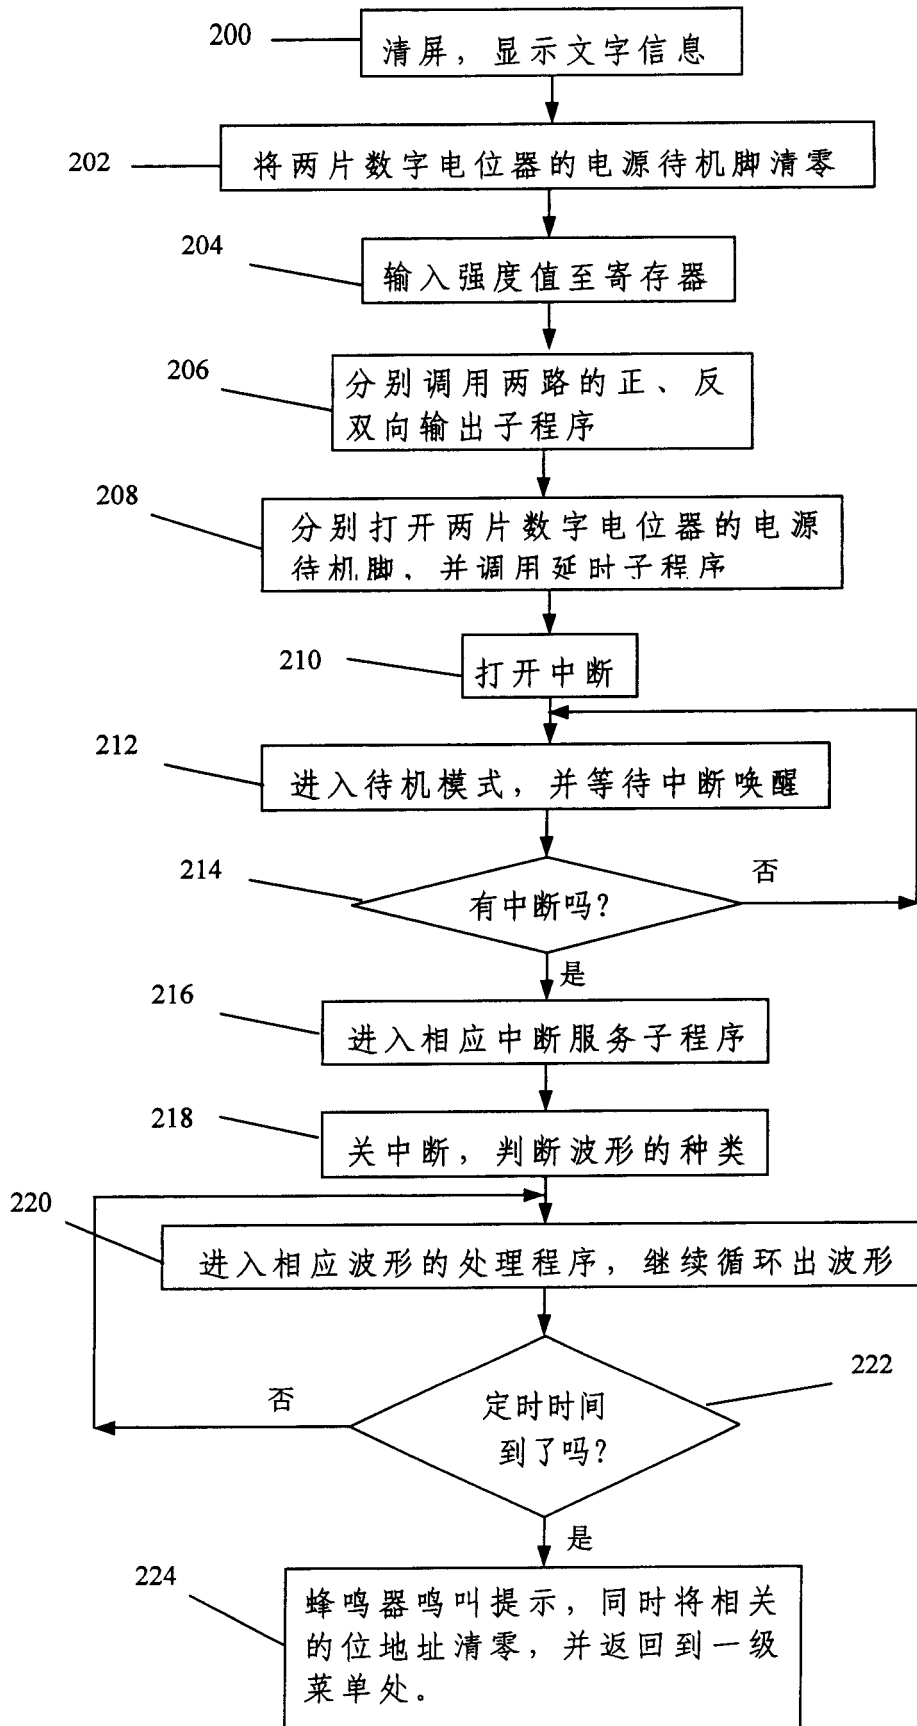 200
清屏，显示文字信息
202
将两片数字电位器的电源待机脚清零
204
输入强度值至寄存器
206
分别调用两路的正、反
双向输出子程序
208
分别打开两片数字电位器的电源
待机脚，并调用延时子程序
210
打开中断
212
进入待机模式，并等待中断唤醒
214
有中断吗？
否
是
216
进入相应中断服务子程序
218
关中断，判断波形的种类
220
进入相应波形的处理程序，继续循环出波形
222
定时时间
到了吗？
否
是
224
蜂鸣器鸣叫提示，同时将相关
的位地址清零，并返回到一级
菜单处。